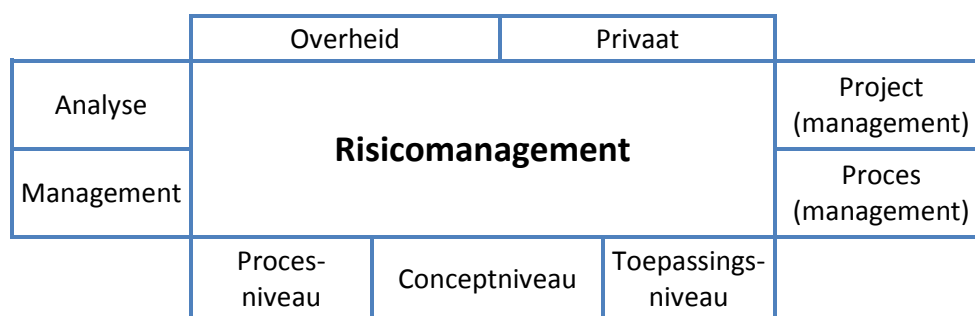 Overheid
Privaat
Analyse
Management
Risicomanagement
Project
(management)
Proces
(management)
Proces-
niveau
Conceptniveau
Toepassings-
niveau